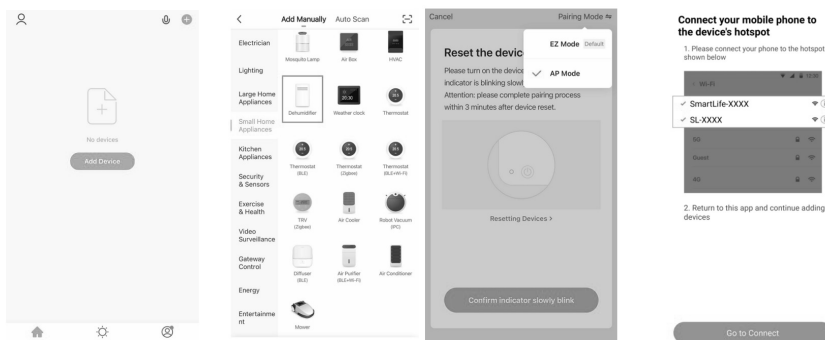 No devices
Add Device
Add Manually Auto Scan
Electrician
Lighting
Large Home
Appliances
Small Home
Appliances
Kitchen
Appliances
Security
& Sensors
Exercise
& Health
Video
Surveillance
Gateway
Control
Energy
Entertainme
nt
Mosquito Lamp Air Box HVAC
Dehumidifier Weather clock Thermostat
Thermostat Thermostat Thermostat
(BLE) (Zigbee) (BLE+Wi-Fi)
TRV Air Cooler Robot Vacuum
(Zigbee) (IPC)
Diffuser Air Purifier Air Conditioner
(BLE) (BLE+Wi-Fi)
Mower
Cancel Pairing Mode
EZ Mode Default
AP Mode
Reset the devic
Please turn on the device
indicator is blinking slowl
Attention: please complete pairing process
within 3 minutes after device reset.
Resetting Devices >
Confirm indicator slowly blink
Connect your mobile phone to
the device's hotspot
1. Please connect your phone to the hotspot
shown below
Wi-Fi
SmartLife-XXXX
SL-XXXX
5G
Guest
4G
2. Return to this app and continue adding
devices
Go to Connect